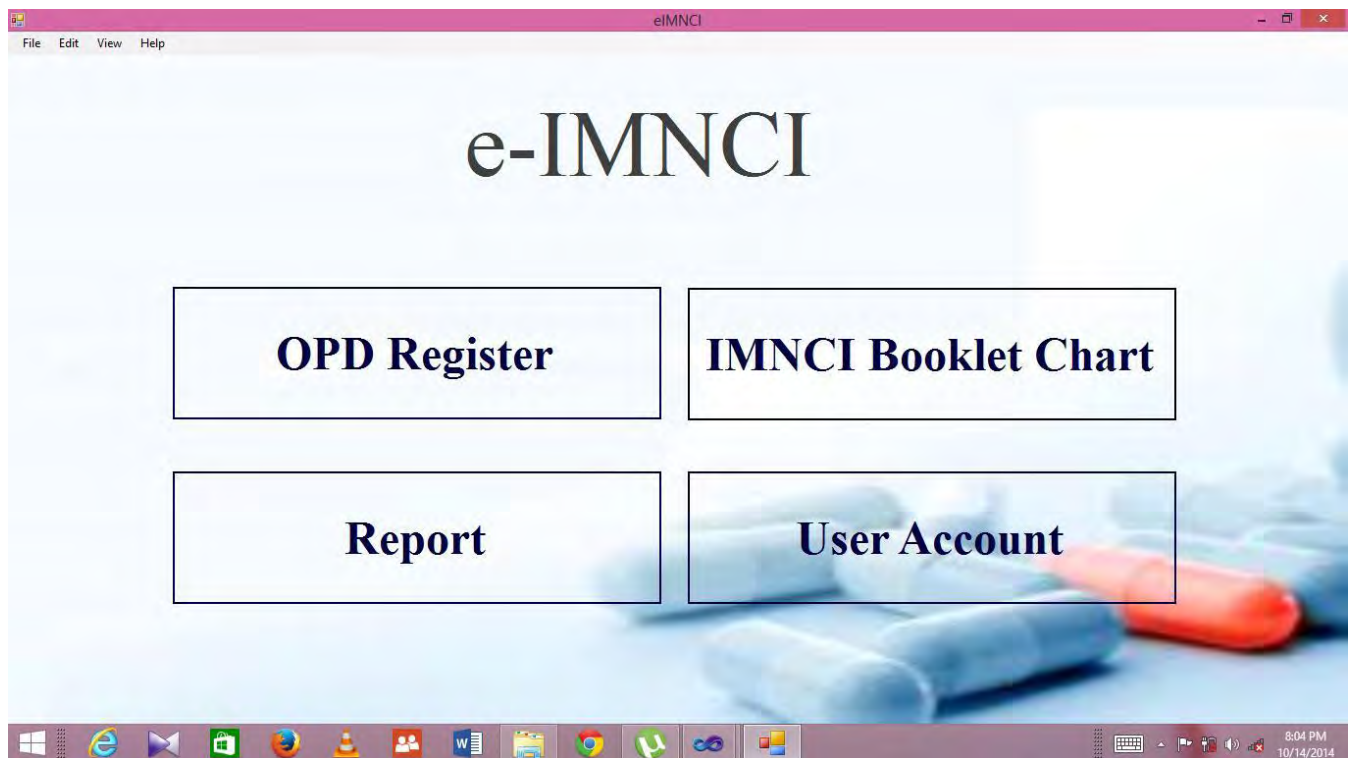 eIMNCI
File Edit View Help
e-IMNCI
OPD Register
IMNCI Booklet Chart
Report
User Account
8:04 PM
10/14/2014